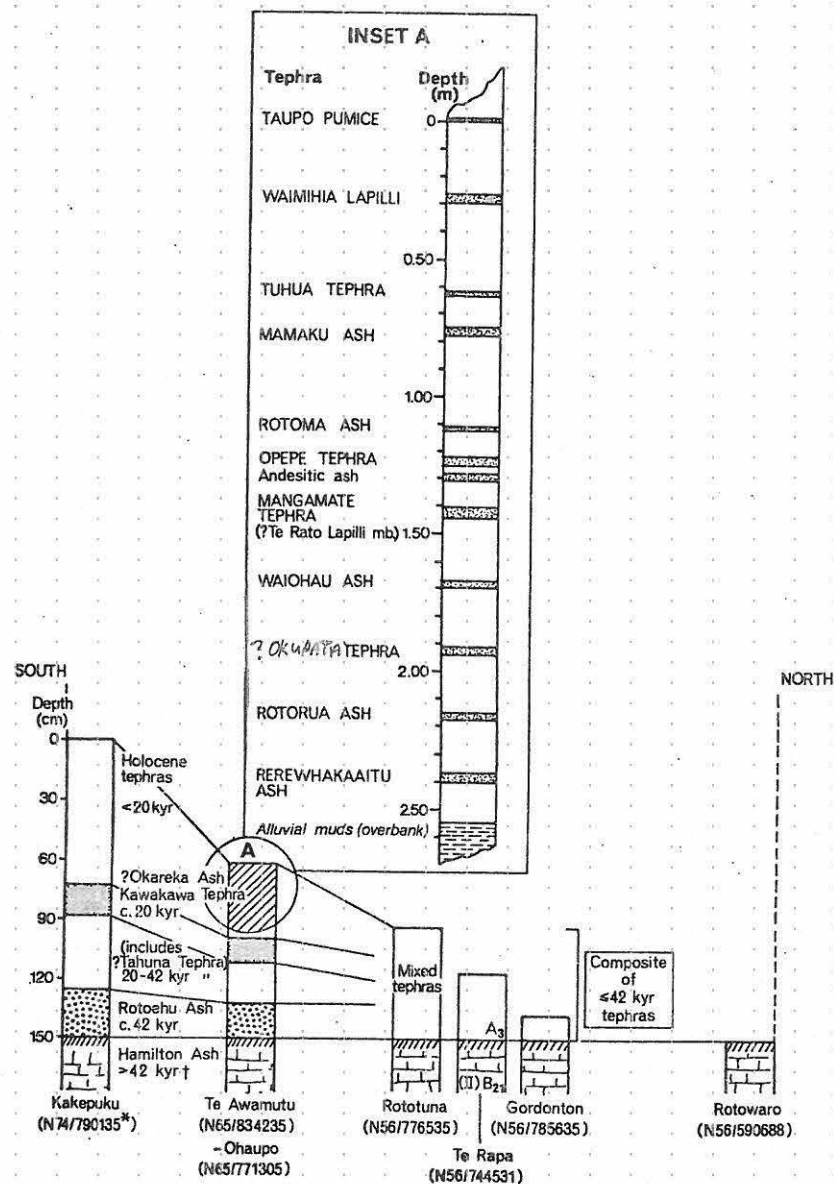 INSET A
Tephra
Depth
(m)
TAUPO PUMICE
0
WAIMIHIA LAPILLI
0.50
TUHUA TEPHRA
MAMAKU ASH
1.00
ROTOMA ASH
OPEPE TEPHRA
Andesitic ash
MANGAMATE
TEPHRA
(?Te Rato Lapilli mb.) 1.50
WAIOHAU ASH
? OKUPATA TEPHRA
2.00
ROTORUA ASH
REREWHAKAAITU
ASH
2.50
Alluvial muds (overbank)
SOUTH
NORTH
Depth
(cm)
0
30
60
90
120
150
Holocene
tephras
<20 kyr
A
?Okareka Ash
Kawakawa Tephra
c. 20 kyr
(includes
?Tahuna Tephra)
20-42 kyr "
Rotoehu Ash
c. 42 kyr
Hamilton Ash
>42 kyr †
Mixed
tephras
A3
(II) B21
Composite
of
≤42 kyr
tephras
Kakepuku
(N74/790135*)
Te Awamutu
(N65/834235)
-Ohaupo
(N65/771305)
Rototuna
(N56/776535)
Te Rapa
(N56/744531)
Gordonton
(N56/785635)
Rotowaro
(N56/590688)